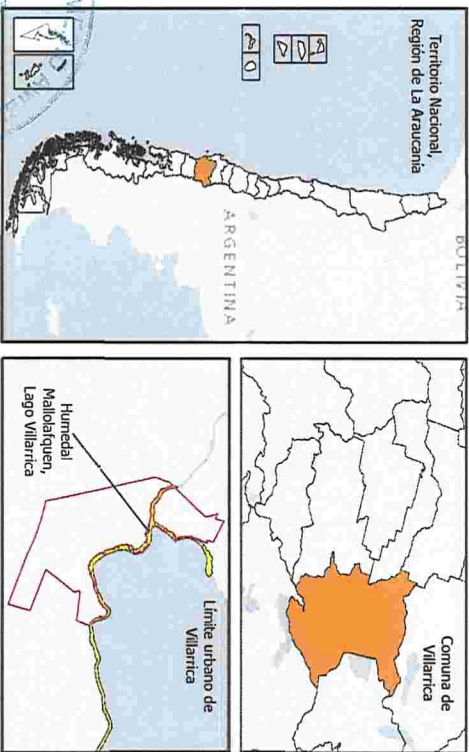 Territorio Nacional,
Región de La Araucanía
BOLIVIA
ARGENTINA
Comuna de
Villarrica
Límite urbano de
Villarrica
Humedal
Mallolafquen,
Lago Villarrica